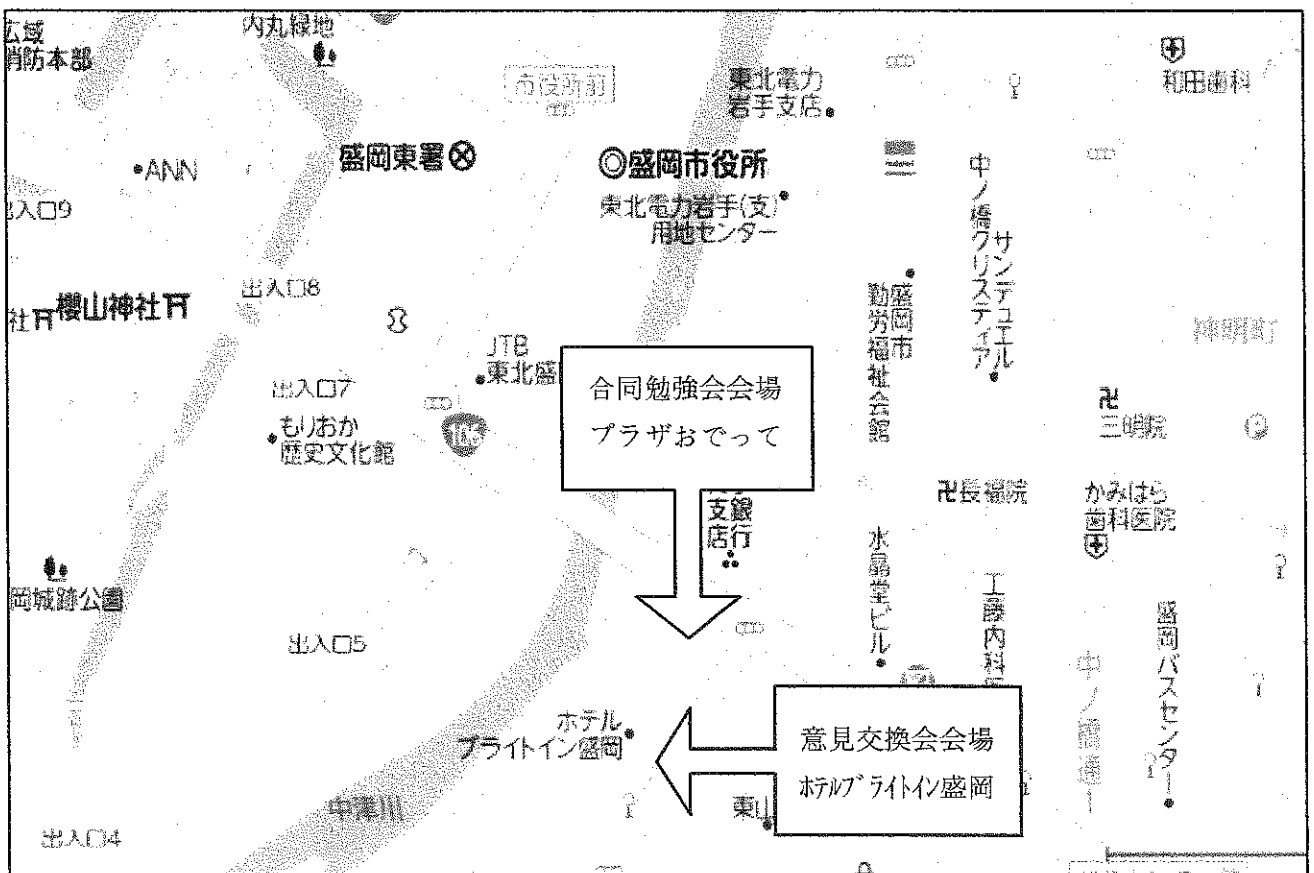 広域
消防本部
内丸緑地
市役所前
東北電力
岩手支店
和田歯科
ANN
盛岡東署
盛岡市役所
東北電力岩手(支)
用地センター
中ノ橋クリスティア
サンデュエル
出入口9
出入口8
社
櫻山神社
盛岡市
勤労福祉会館
神明町
JTB
東北盛
合同勉強会会場
プラザおでって
出入口7
もりおか
歴史文化館
106
三明院
長福院
かみはら
歯科医院
銀行
支店
水晶堂ビル
工藤内科
岡城跡公園
出入口5
中ノ橋通一
盛岡バスセンター
ホテル
ブライトイン盛岡
意見交換会会場
ホテルブライトイン盛岡
中津川
東山
出入口4